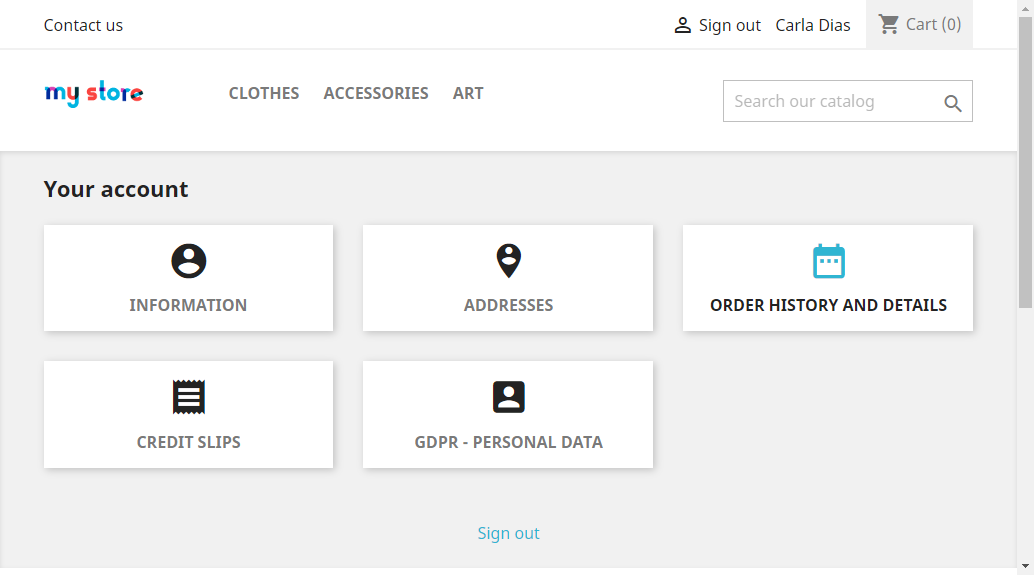 Contact us
Sign out
Carla Dias
Cart (0)
my store
CLOTHES
ACCESSORIES
ART
Search our catalog
Your account
INFORMATION
ADDRESSES
ORDER HISTORY AND DETAILS
CREDIT SLIPS
GDPR - PERSONAL DATA
Sign out